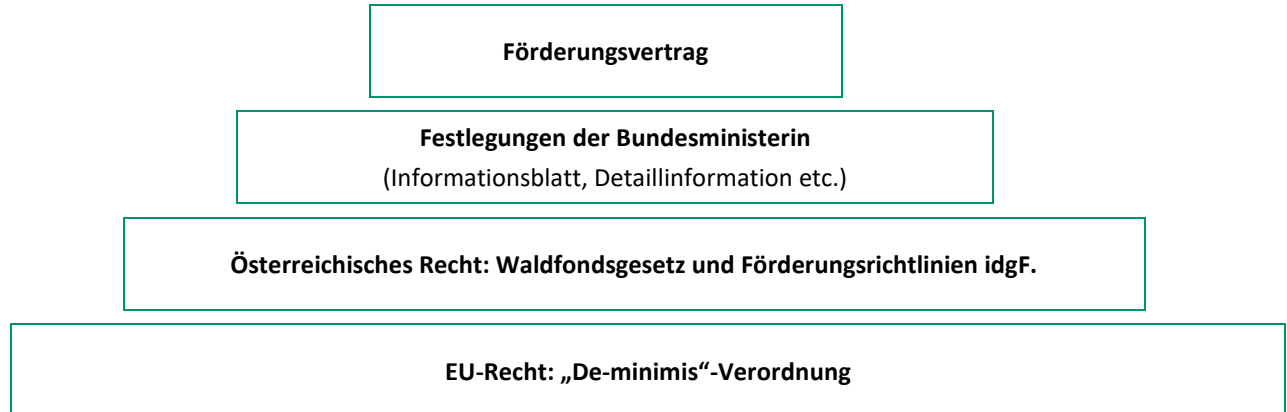 Förderungsvertrag
Festlegungen der Bundesministerin
(Informationsblatt, Detaillinformation etc.)
Österreichisches Recht: Waldfondsgesetz und Förderungsrichtlinien idgF.
EU-Recht: „De-minimis“-Verordnung